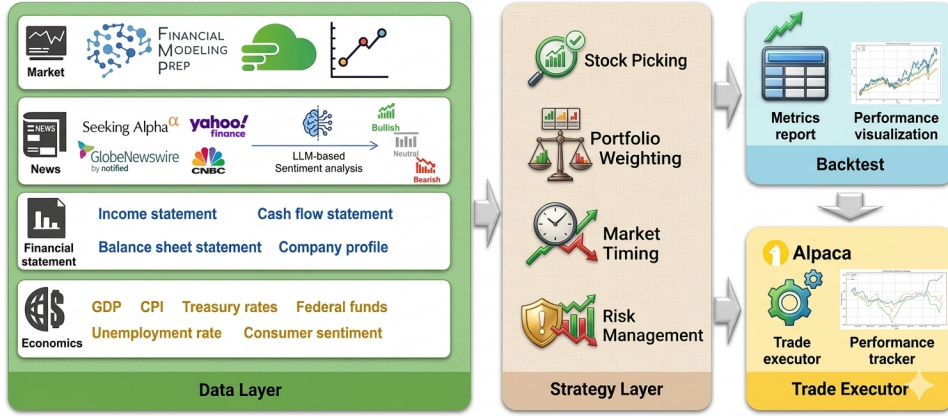 Market
FINANCIAL
MODELING
PREP
NEWS
News
Seeking Alphaα
yahoo!
finance
GlobeNewswire
by notified
CNBC
LLM-based
Sentiment analysis
Bullish
Neutral
Bearish
Financial
statement
Income statement
Cash flow statement
Balance sheet statement
Company profile
Economics
GDP
CPI
Treasury rates
Federal funds
Unemployment rate
Consumer sentiment
Data Layer
Stock Picking
Portfolio
Weighting
Market
Timing
Risk
Management
Strategy Layer
Metrics
report
Performance
visualization
Backtest
Alpaca
Trade
executor
Performance
tracker
Trade Executor